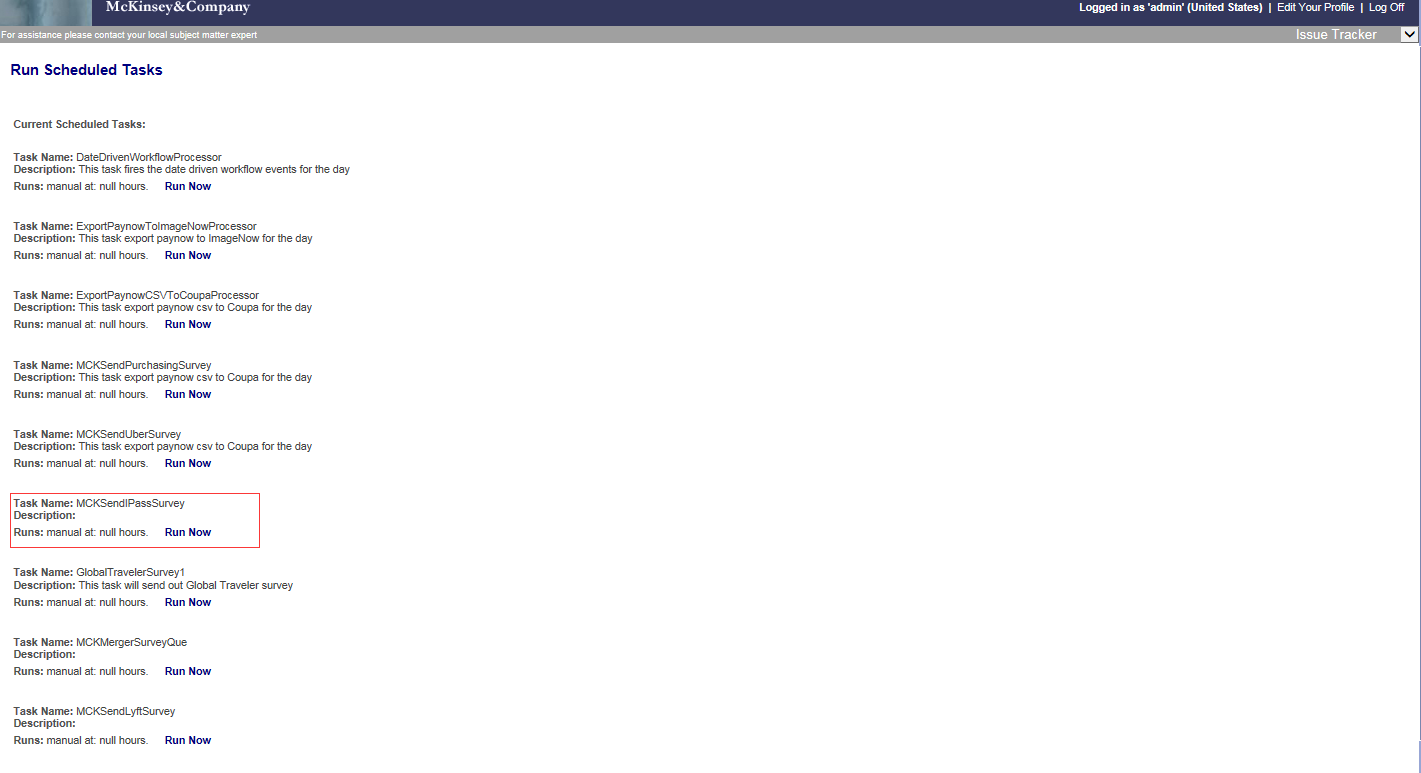 McKinsey&Company
Logged in as 'admin' (United States) | Edit Your Profile | Log Off
For assistance please contact your local subject matter expert
Issue Tracker
Run Scheduled Tasks
Current Scheduled Tasks:
Task Name: DateDrivenWorkflowProcessor
Description: This task fires the date driven workflow events for the day
Runs: manual at: null hours. Run Now
Task Name: ExportPaynowToImageNowProcessor
Description: This task export paynow to ImageNow for the day
Runs: manual at: null hours. Run Now
Task Name: ExportPaynowCSVToCoupaProcessor
Description: This task export paynow csv to Coupa for the day
Runs: manual at: null hours. Run Now
Task Name: MCKSendPurchasingSurvey
Description: This task export paynow csv to Coupa for the day
Runs: manual at: null hours. Run Now
Task Name: MCKSendUberSurvey
Description: This task export paynow csv to Coupa for the day
Runs: manual at: null hours. Run Now
Task Name: MCKSendIPassSurvey
Description:
Runs: manual at: null hours. Run Now
Task Name: GlobalTravelerSurvey1
Description: This task will send out Global Traveler survey
Runs: manual at: null hours. Run Now
Task Name: MCKMergerSurveyQue
Description:
Runs: manual at: null hours. Run Now
Task Name: MCKSendLyftSurvey
Description:
Runs: manual at: null hours. Run Now